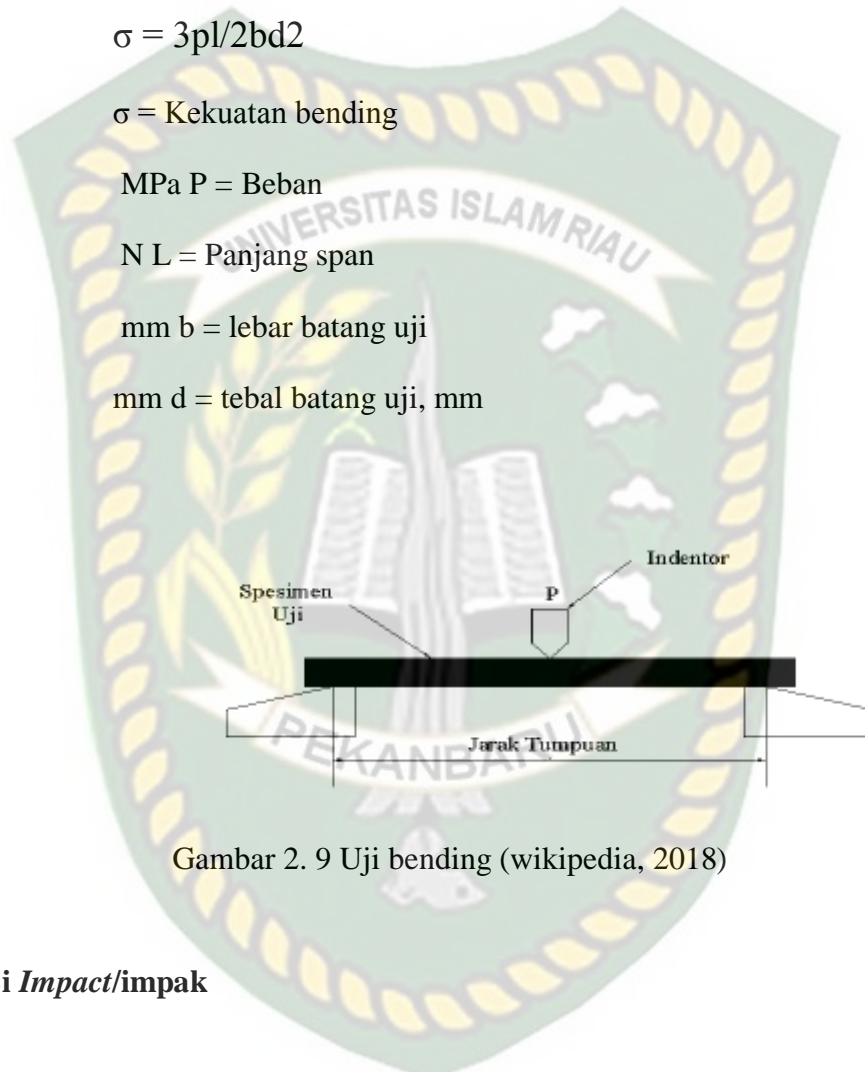 σ = 3pl/2bd2
σ = Kekuatan bending
MPa P = Beban
N L = Panjang span
mm b = lebar batang uji
mm d = tebal batang uji, mm
UNIVERSITAS ISLAM RIAU
Indentor
Spesimen
Uji
P
Jarak Tumpuan
PEKANBARU
Gambar 2. 9 Uji bending (wikipedia, 2018)
i Impact/impak